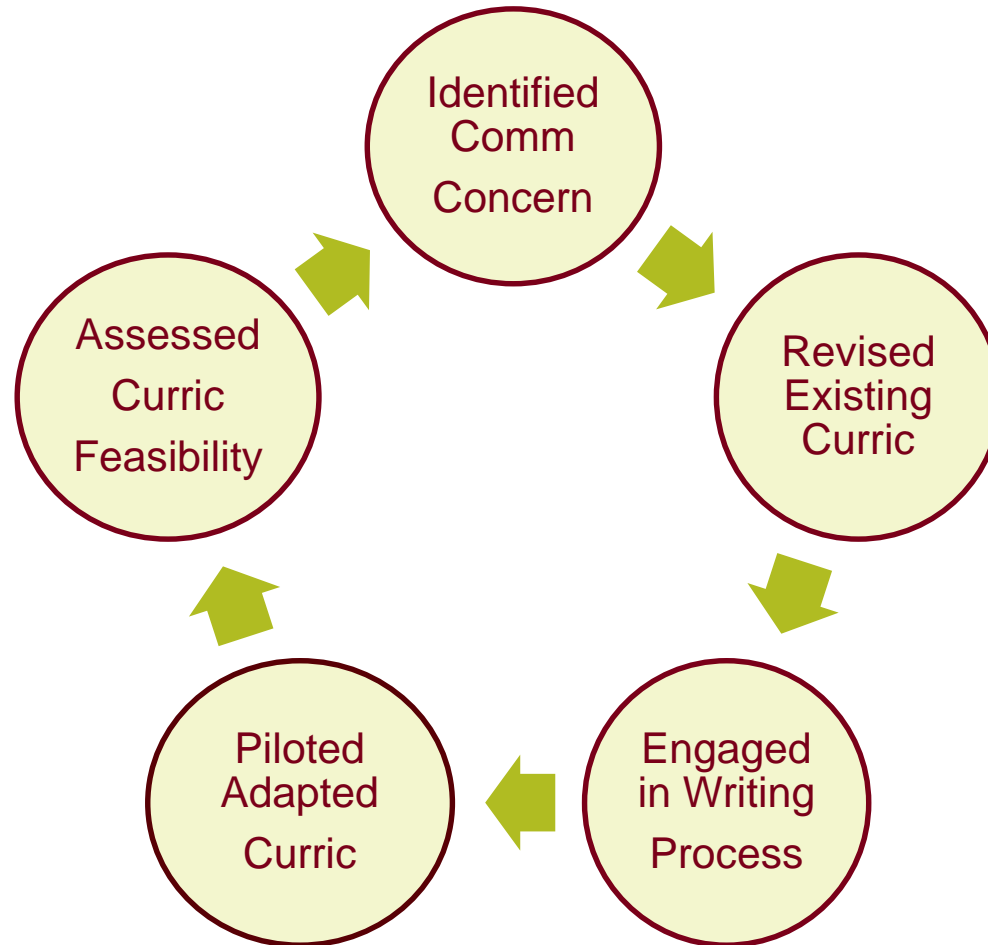 Identified
Comm
Concern
Revised
Existing
Curric
Engaged
in Writing
Process
Piloted
Adapted
Curric
Assessed
Curric
Feasibility